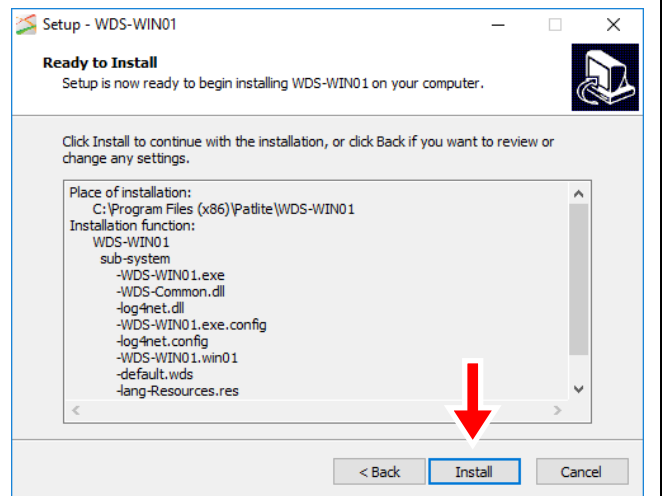 Setup - WDS-WIN01
Ready to Install
Setup is now ready to begin installing WDS-WIN01 on your computer.
Click Install to continue with the installation, or click Back if you want to review or
change any settings.
Place of installation:
C:\Program Files (x86)\Patlite\WDS-WIN01
Installation function:
WDS-WIN01
sub-system
-WDS-WIN01.exe
-WDS-Common.dll
-log4net.dll
-WDS-WIN01.exe.config
-log4net.config
-WDS-WIN01.win01
-default.wds
-lang-Resources.res
< Back
Install
Cancel